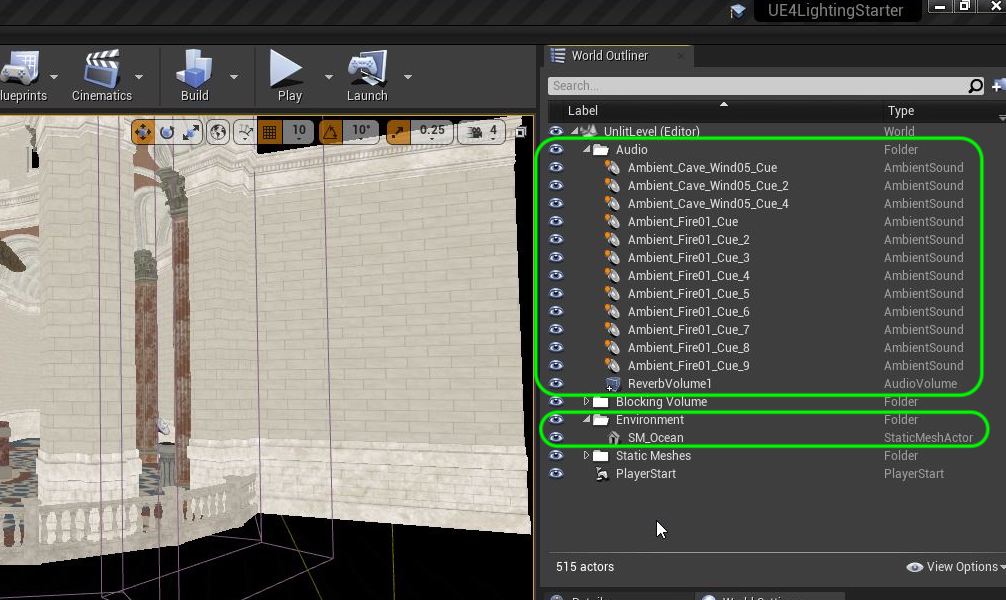 UE4LightingStarter
World Outliner
lueprints
Cinematics
Build
Play
Launch
Search...
Label
Type
10
10°
0.25
4
UnlitLevel (Editor)
World
Audio
Folder
Ambient_Cave_Wind05_Cue
AmbientSound
Ambient_Cave_Wind05_Cue_2
AmbientSound
Ambient_Cave_Wind05_Cue_4
AmbientSound
Ambient_Fire01_Cue
AmbientSound
Ambient_Fire01_Cue_2
AmbientSound
Ambient_Fire01_Cue_3
AmbientSound
Ambient_Fire01_Cue_4
AmbientSound
Ambient_Fire01_Cue_5
AmbientSound
Ambient_Fire01_Cue_6
AmbientSound
Ambient_Fire01_Cue_7
AmbientSound
Ambient_Fire01_Cue_8
AmbientSound
Ambient_Fire01_Cue_9
AmbientSound
ReverbVolume1
AudioVolume
Blocking Volume
Folder
Environment
Folder
SM_Ocean
StaticMeshActor
Static Meshes
Folder
PlayerStart
PlayerStart
515 actors
View Options